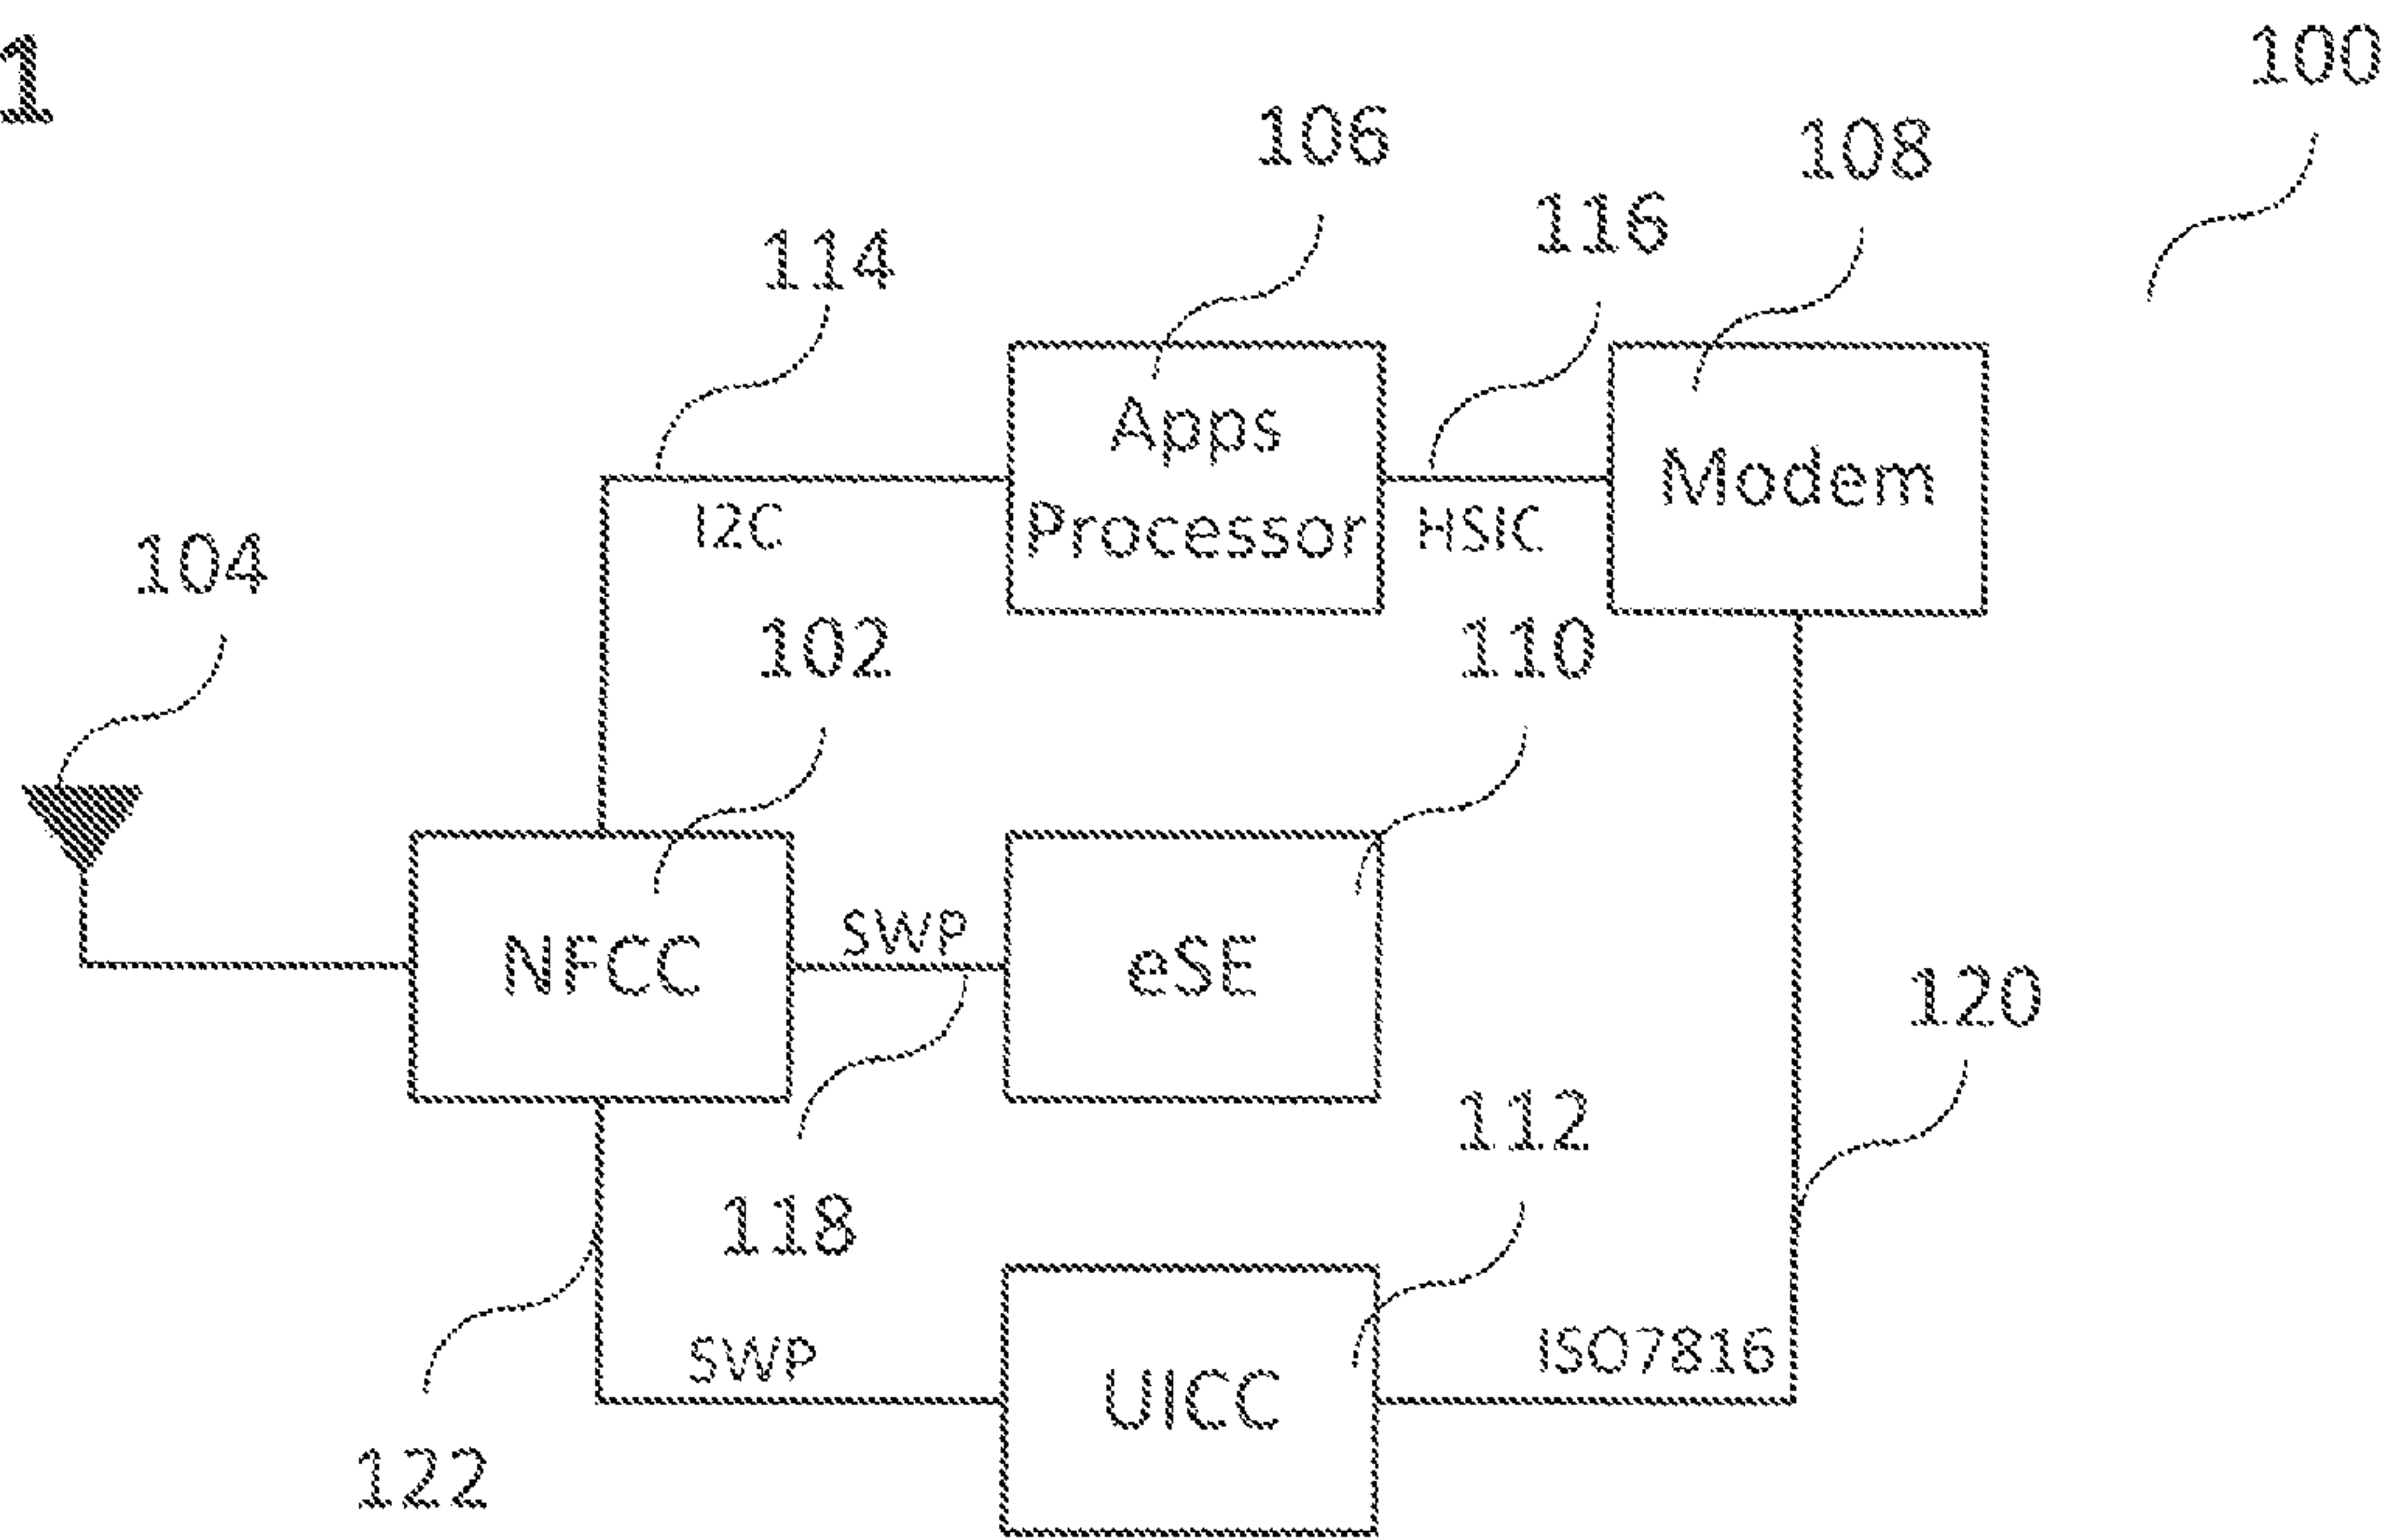 1
100
106
108
116
114
Apps
Processor
Modem
I2C
HSIC
104
102
110
SWP
NFCC
eSE
120
112
118
SWP
ISO7816
UICC
122